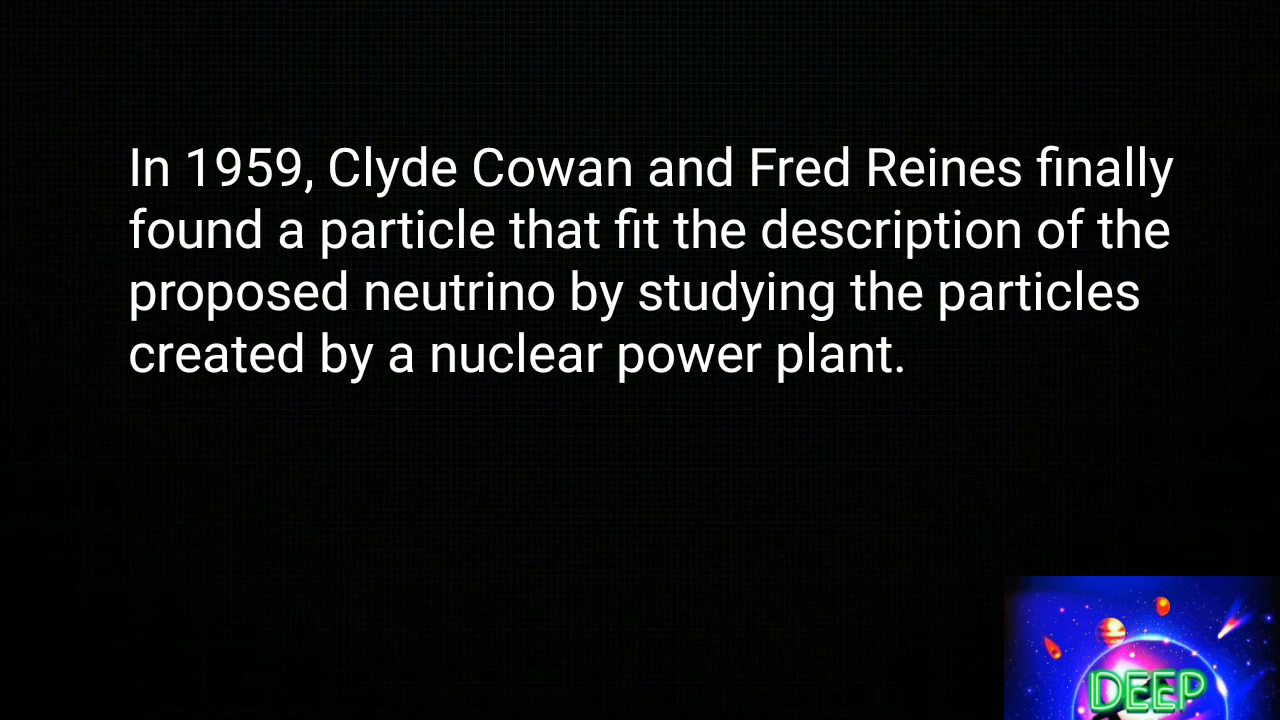 In 1959, Clyde Cowan and Fred Reines finally
found a particle that fit the description of the
proposed neutrino by studying the particles
created by a nuclear power plant.
DEEP